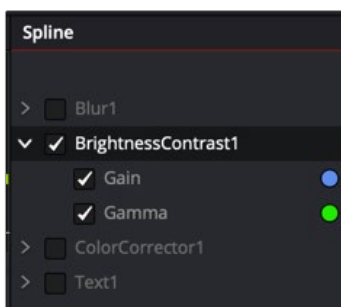 Spline
Blur1
BrightnessContrast1
Gain
Gamma
ColorCorrector1
Text1